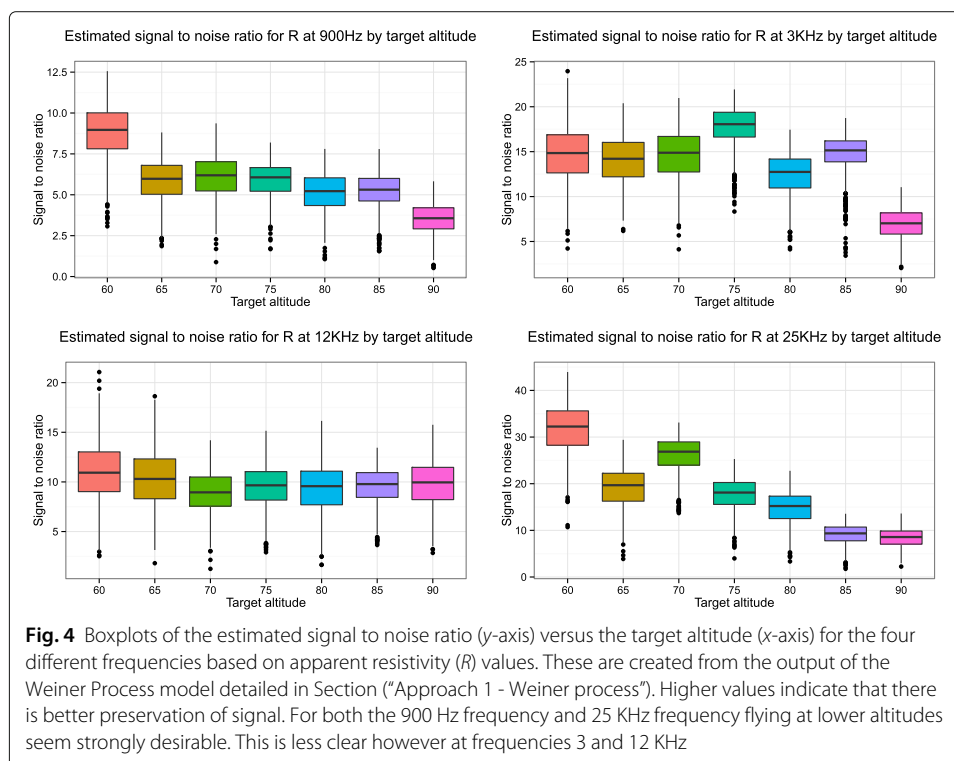 Estimated signal to noise ratio for R at 900Hz by target altitude
Signal to noise ratio
12.5
10.0
7.5
5.0
2.5
0.0
60 65 70 75 80 85 90
Target altitude
Estimated signal to noise ratio for R at 3KHz by target altitude
Signal to noise ratio
25
20
15
10
5
60 65 70 75 80 85 90
Target altitude
Estimated signal to noise ratio for R at 12KHz by target altitude
Signal to noise ratio
20
15
10
5
60 65 70 75 80 85 90
Target altitude
Estimated signal to noise ratio for R at 25KHz by target altitude
Signal to noise ratio
40
30
20
10
0
60 65 70 75 80 85 90
Target altitude
Fig. 4 Boxplots of the estimated signal to noise ratio (y-axis) versus the target altitude (x-axis) for the four
different frequencies based on apparent resistivity (R) values. These are created from the output of the
Weiner Process model detailed in Section (“Approach 1 - Weiner process”). Higher values indicate that there
is better preservation of signal. For both the 900 Hz frequency and 25 KHz frequency flying at lower altitudes
seem strongly desirable. This is less clear however at frequencies 3 and 12 KHz